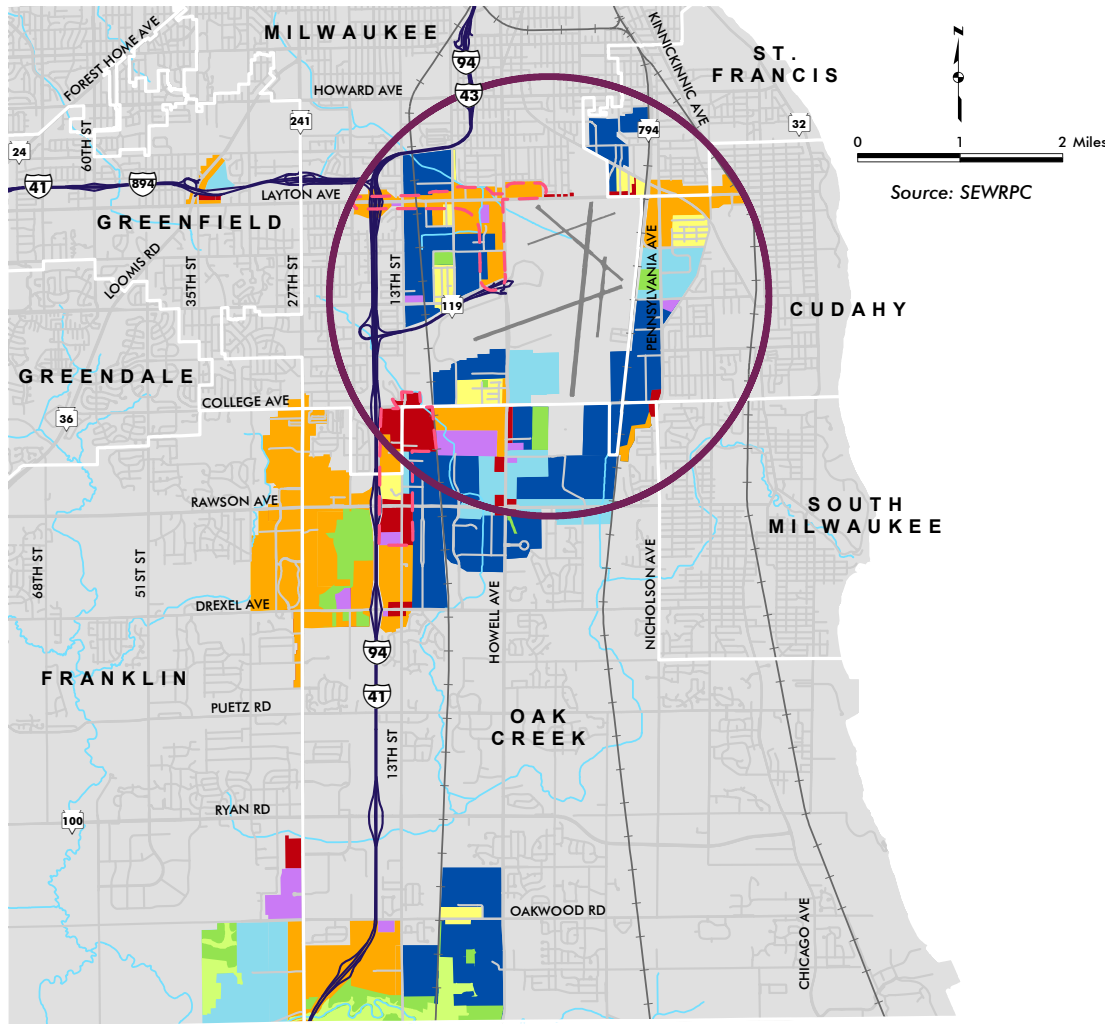 MILWAUKEE
KINNICKINNIC AVE
ST.
FRANCIS
FOREST HOME AVE
94
HOWARD AVE
43
N
60TH ST
241
794
32
0 1 2 Miles
24
41
894
LAYTON AVE
Source: SEWRPC
GREENFIELD
LOOMIS RD
35TH ST
27TH ST
13TH ST
119
PENNSYLVANIA AVE
CUDAHY
GREENDALE
COLLEGE AVE
36
RAWSON AVE
SOUTH
MILWAUKEE
68TH ST
51ST ST
DREXEL AVE
HOWELL AVE
NICHOLSON AVE
94
FRANKLIN
41
PUETZ RD
OAK
CREEK
13TH ST
RYAN RD
100
OAKWOOD RD
CHICAGO AVE